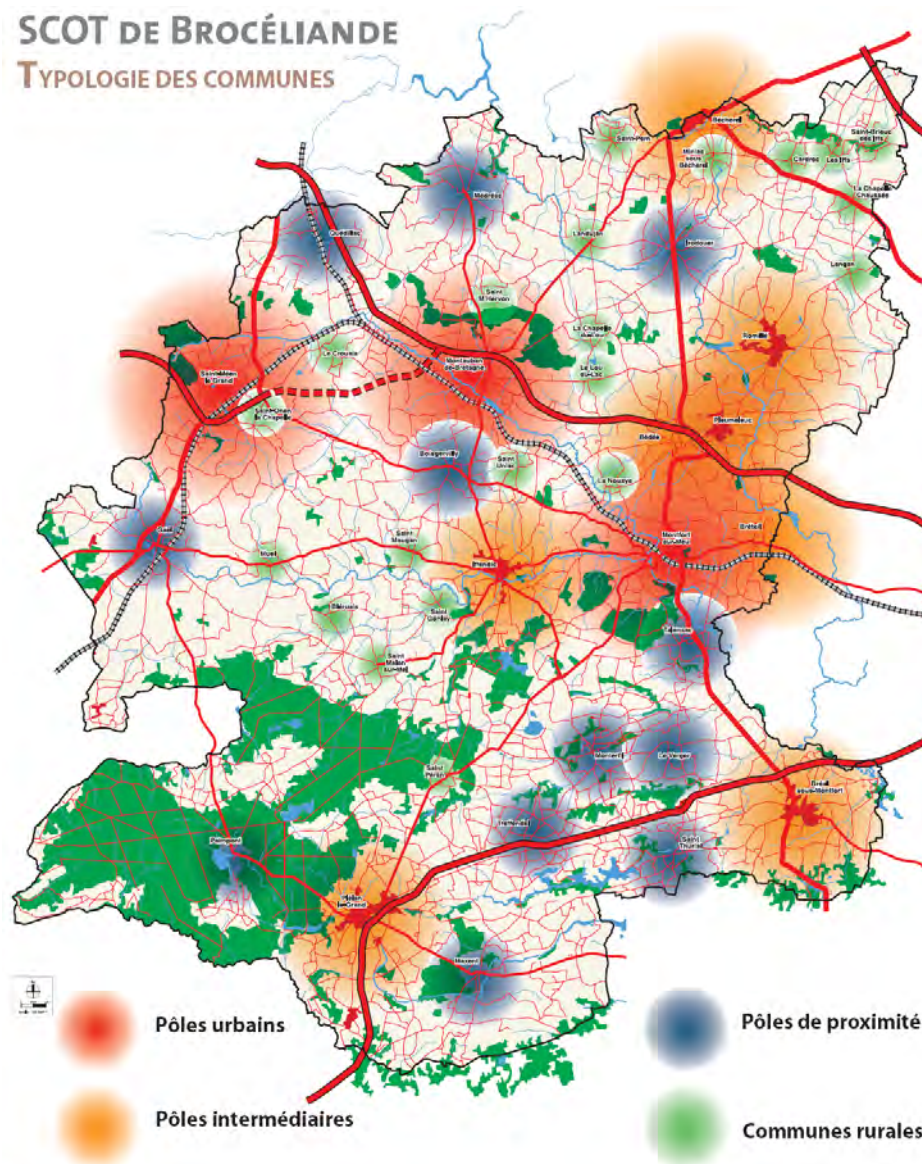 SCOT DE BROCÉLIANDE
TYPOLOGIE DES COMMUNES
Bécherel
Saint-Pern
Miniac
sous
Bécherel
Saint-Brieuc
des Iffs
Cardroc
Les Iffs
La Chapelle
Chaussée
Médréac
Quédillac
Landujan
Irodouer
Langan
Saint
M'Hervon
Romillé
La Chapelle
Le Crouais
Montauban
de-Bretagne
Le Lou
du-Lac
Saint-Méen
le Grand
Saint-Onen
la Chapelle
Pleumeleuc
Bédée
Boisgervilly
Saint
Uniac
La Nouaye
Gaël
Montfort
sur-Meu
Breteil
Saint
Maugan
Muel
Iffendic
Bléruais
Saint
Gonlay
Talensac
Saint
Malon
sur-Mel
Monterfil
Le Verger
Saint
Péran
Bréal
sous-Montfort
Treffendel
Paimpont
Saint
Thurial
Plélan
le-Grand
Maxent
Pôles urbains
Pôles de proximité
Pôles intermédiaires
Communes rurales